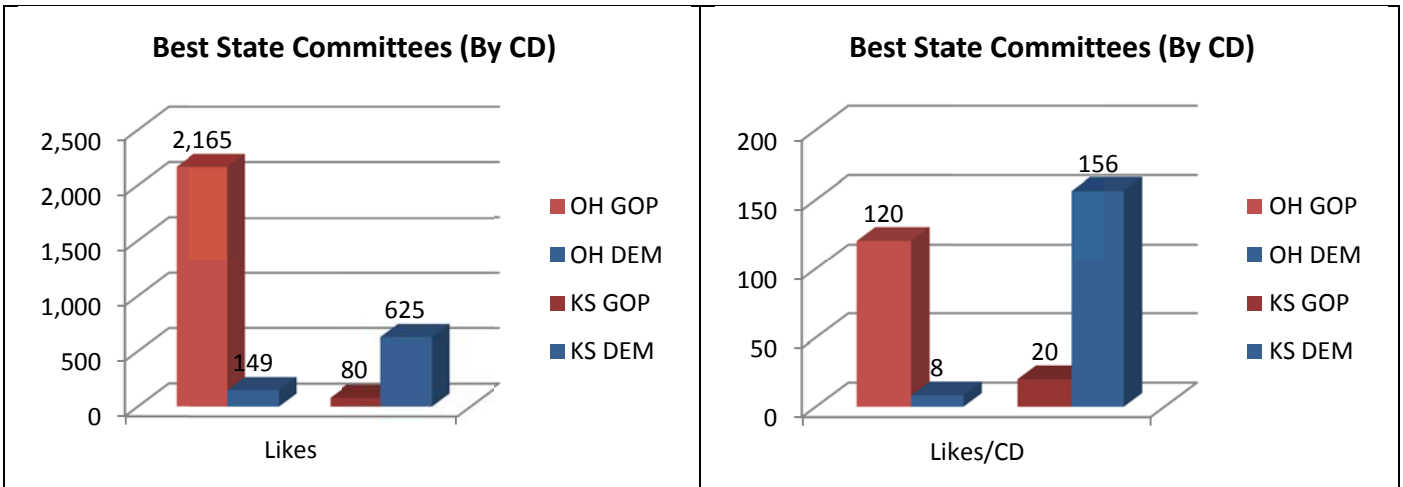 Best State Committees (By CD)
2,500
2,000
1,500
1,000
500
0
2,165
149
80
625
Likes
OH GOP
OH DEM
KS GOP
KS DEM
Best State Committees (By CD)
200
150
100
50
0
120
8
20
156
Likes/CD
OH GOP
OH DEM
KS GOP
KS DEM